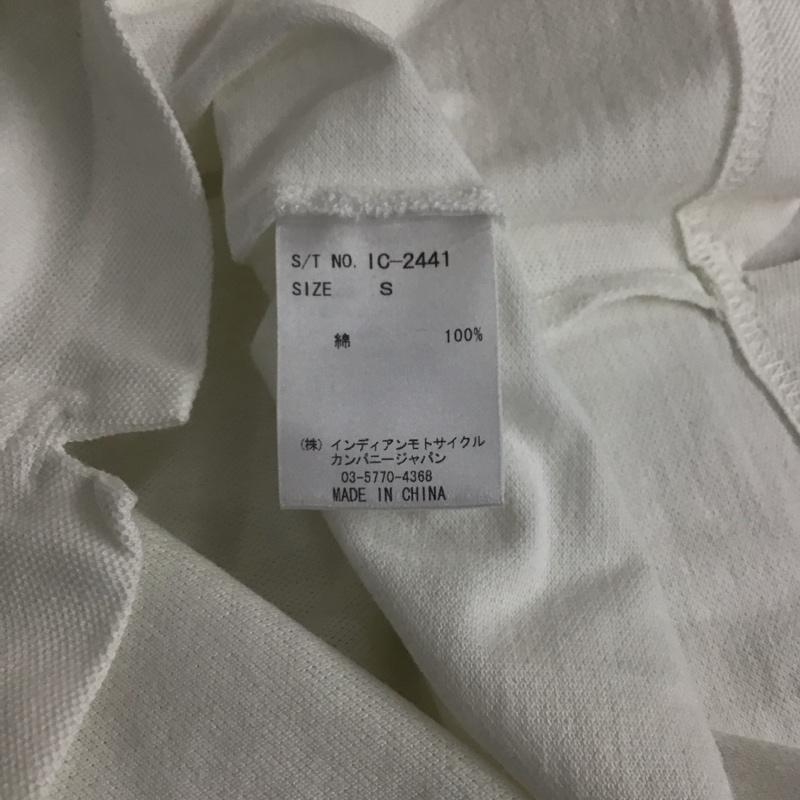 S/T NO. IC-2441
SIZE S
綿 100%
(株) インディアンモトサイクル
カンパニージャパン
03-5770-4368
MADE IN CHINA